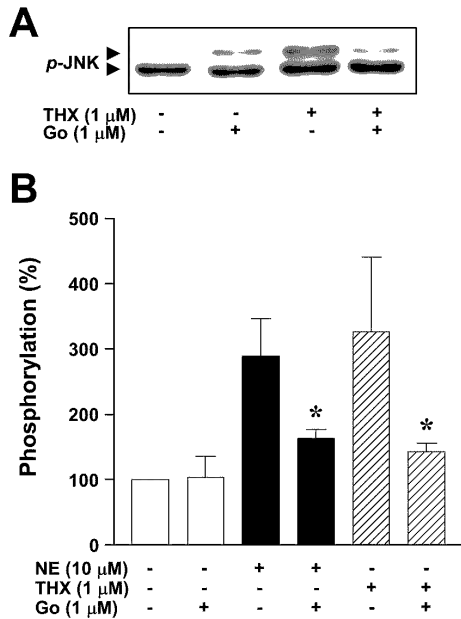 A
p-JNK
THX (1 μM) - - + +
Go (1 μM) - + - +
B
Phosphorylation (%)
500
400
300
200
100
0
* *
NE (10 μM) - - + + - -
THX (1 μM) - - - - + +
Go (1 μM) - + - + - +